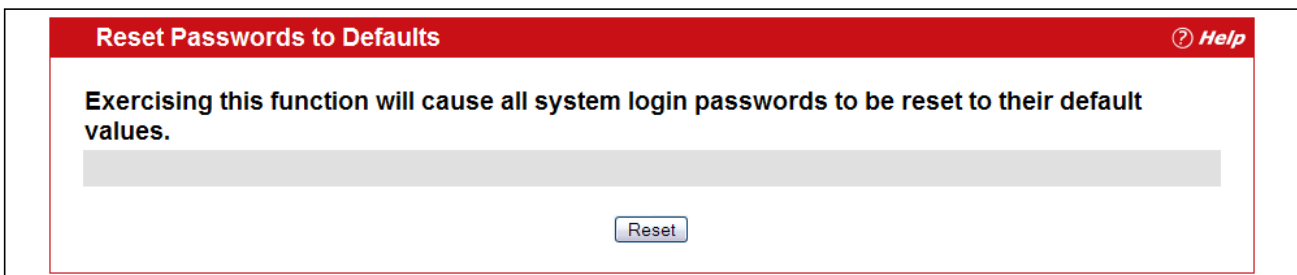 Reset Passwords to Defaults
? Help
Exercising this function will cause all system login passwords to be reset to their default
values.
Reset